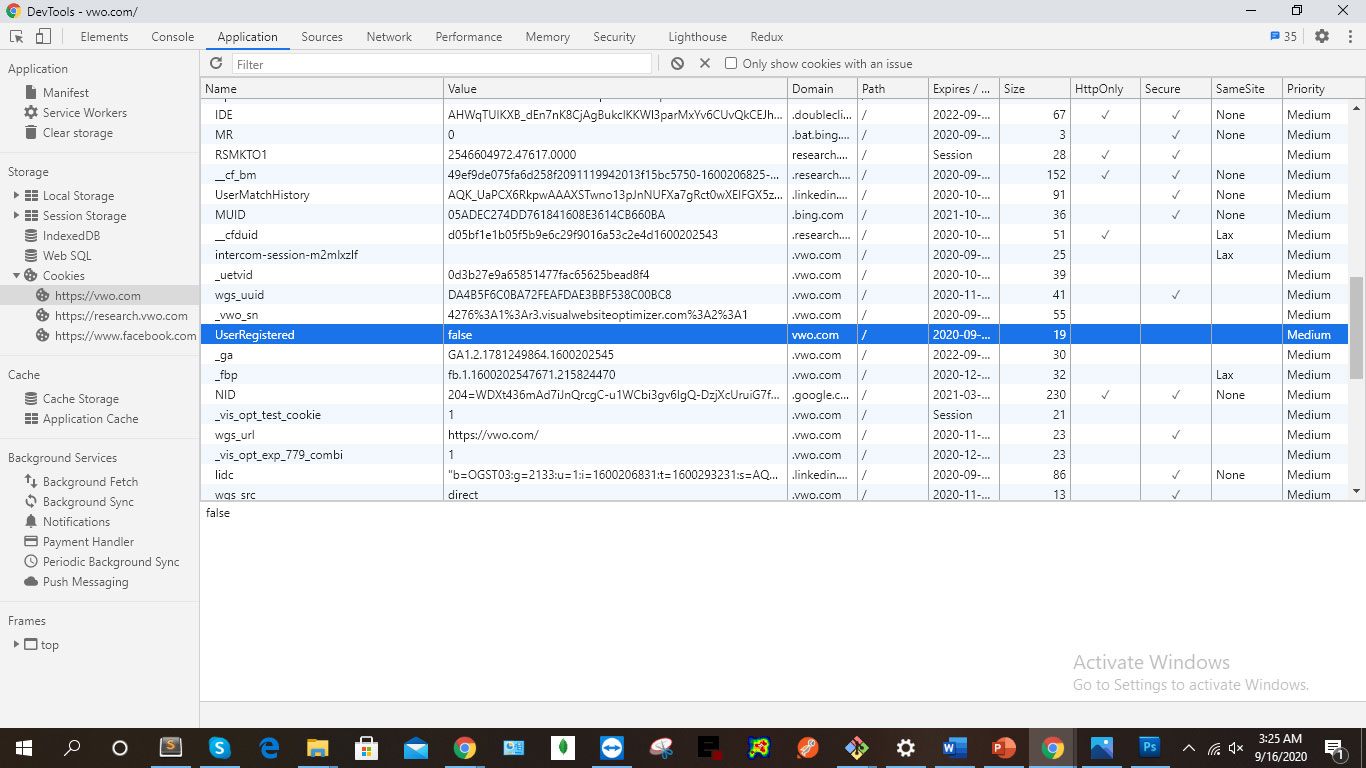 DevTools - vwo.com/
Elements Console Application Sources Network Performance Memory Security Lighthouse Redux 35
Application
Manifest
Service Workers
Clear storage
Storage
Local Storage
Session Storage
IndexedDB
Web SQL
Cookies
https://vwo.com
https://research.vwo.com
https://www.facebook.com
Cache
Cache Storage
Application Cache
Background Services
Background Fetch
Background Sync
Notifications
Payment Handler
Periodic Background Sync
Push Messaging
Frames
top
Filter Only show cookies with an issue
Name Value Domain Path Expires / ... Size HttpOnly Secure SameSite Priority
IDE .doublecli... / 2022-09-... 67 ✓ ✓ None Medium
MR 0 .bat.bing.... / 2020-09-... 3 ✓ None Medium
RSMKTO1 2546604972.47617.0000 research.... / Session 28 ✓ ✓ Medium
__cf_bm 49ef9de075fa6d258f2091119942013f15bc5750-1600206825-... .research.... / 2020-09-... 152 ✓ ✓ None Medium
UserMatchHistory .linkedin.... / 2020-10-... 91 ✓ None Medium
MUID 05ADEC274DD761841608E3614CB660BA .bing.com / 2021-10-... 36 ✓ None Medium
__cfduid d05bf1e1b05f5b9e6c29f9016a53c2e4d1600202543 .research.... / 2020-10-... 51 ✓ Lax Medium
intercom-session-m2mlxzlf .vwo.com / 2020-09-... 25 Lax Medium
_uetvid 0d3b27e9a65851477fac65625bead8f4 .vwo.com / 2020-10-... 39 Medium
wgs_uuid DA4B5F6C0BA72FEAFDAE3BBF538C00BC8 .vwo.com / 2020-11-... 41 ✓ Medium
_vwo_sn 4276%3A1%3Ar3.visualwebsiteoptimizer.com%3A2%3A1 .vwo.com / 2020-09-... 55 Medium
UserRegistered false vwo.com / 2020-09-... 19 Medium
_ga GA1.2.1781249864.1600202545 .vwo.com / 2022-09-... 30 Medium
_fbp fb.1.1600202547671.215824470 .vwo.com / 2020-12-... 32 Lax Medium
NID .google.c... / 2021-03-... 230 ✓ ✓ None Medium
_vis_opt_test_cookie 1 .vwo.com / Session 21 Medium
wgs_url https://vwo.com/ .vwo.com / 2020-11-... 23 ✓ Medium
_vis_opt_exp_779_combi 1 .vwo.com / 2020-12-... 23 Medium
lidc "b=OGST03:g=2133:u=1:i=1600206831:t=1600293231:s=AQ... .linkedin.... / 2020-09-... 86 ✓ None Medium
wgs_src direct .vwo.com / 2020-11-... 13 ✓ Medium
false
Activate Windows
Go to Settings to activate Windows.
3:25 AM
9/16/2020
1